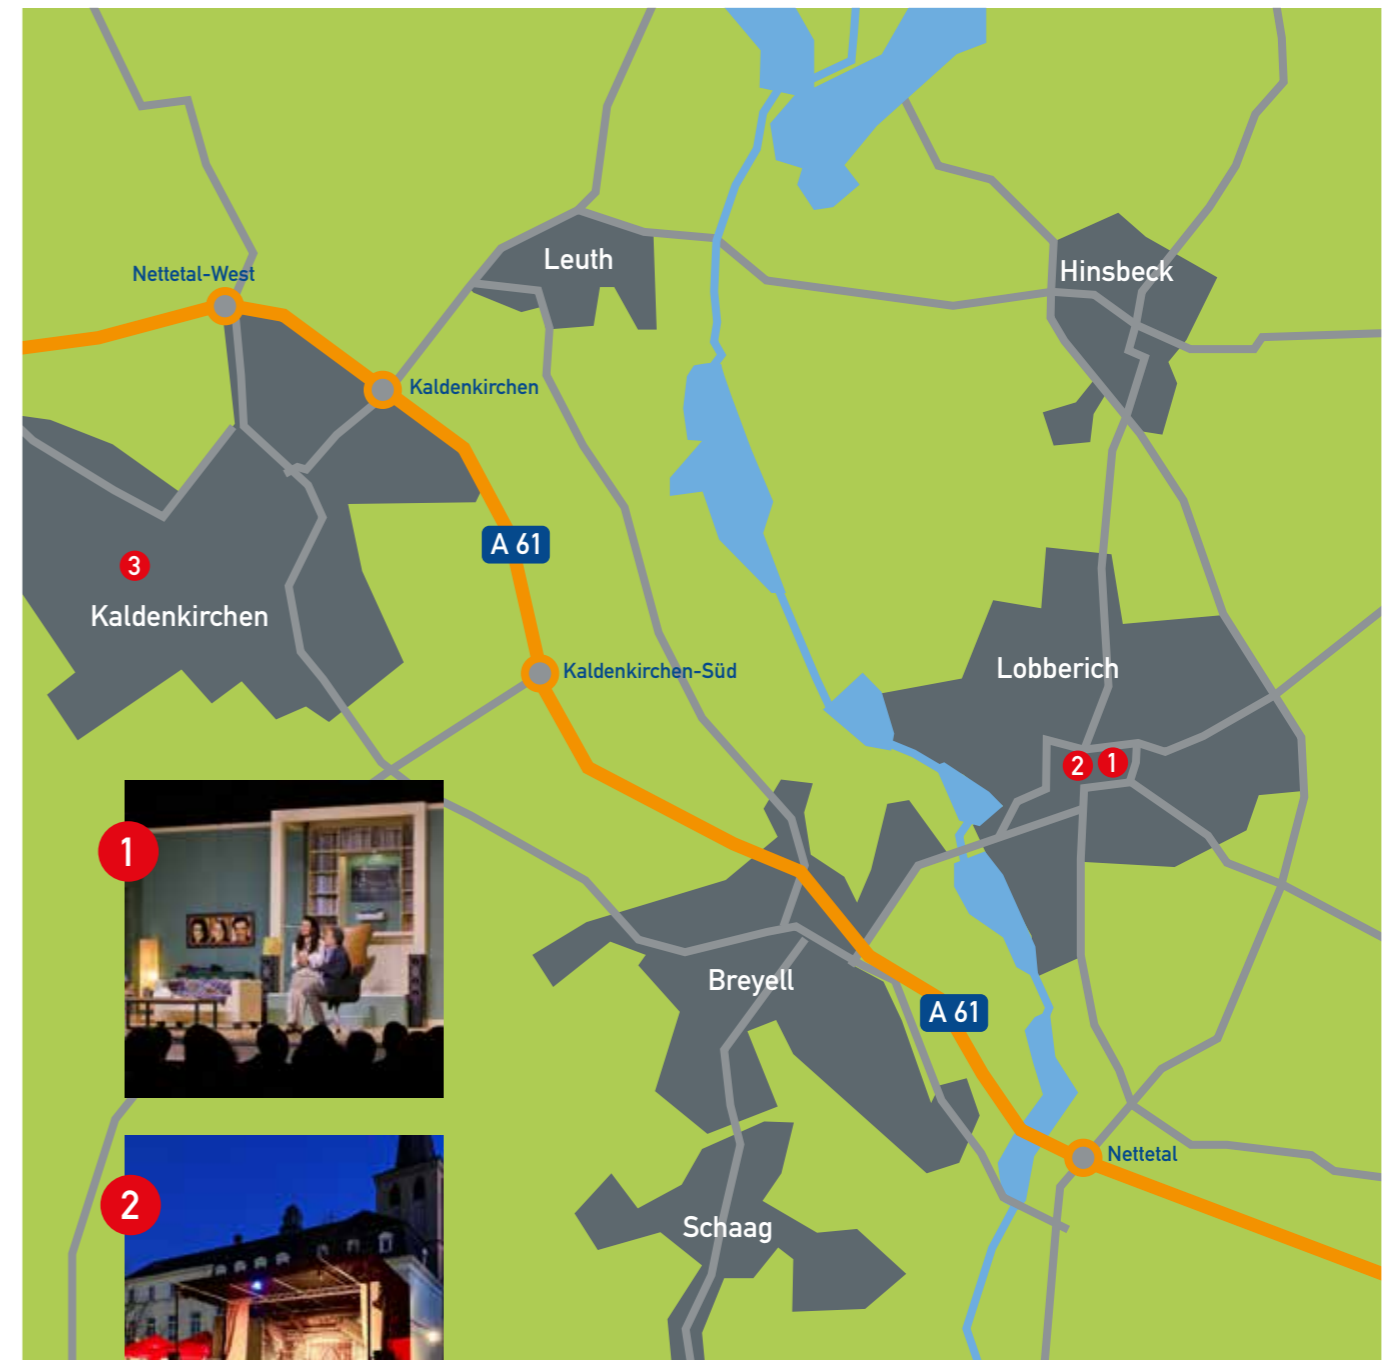 Leuth
Hinsbeck
Nettetal-West
Kaldenkirchen
A 61
3
Kaldenkirchen
Kaldenkirchen-Süd
Lobberich
2
1
1
Breyell
A 61
Nettetal
2
Schaag